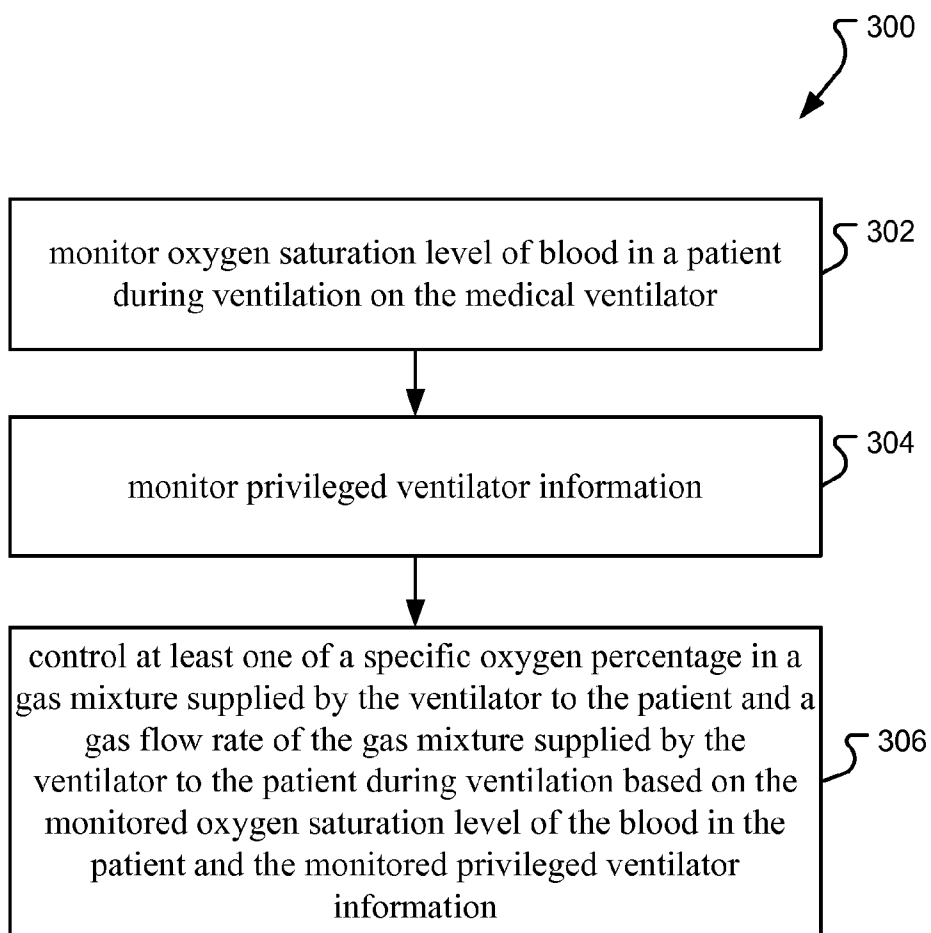 300
monitor oxygen saturation level of blood in a patient
during ventilation on the medical ventilator
302
monitor privileged ventilator information
304
control at least one of a specific oxygen percentage in a
gas mixture supplied by the ventilator to the patient and a
gas flow rate of the gas mixture supplied by the
ventilator to the patient during ventilation based on the
monitored oxygen saturation level of the blood in the
patient and the monitored privileged ventilator
information
306